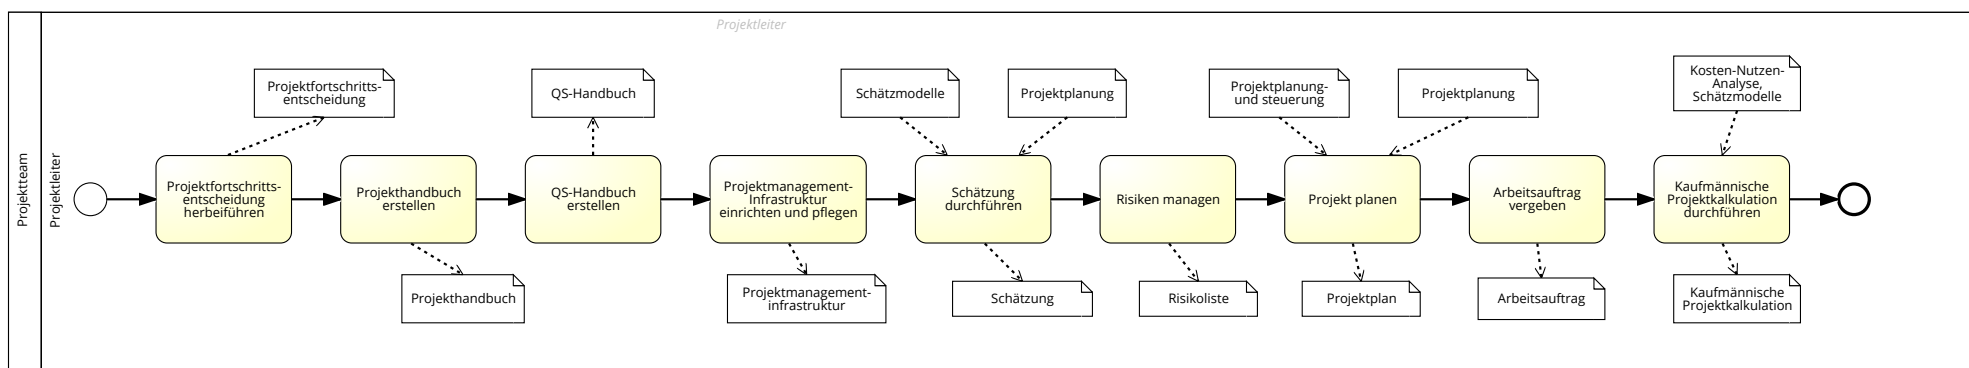 Projektleiter
Projektteam
Projektleiter
Projektfortschritts-
entscheidung
QS-Handbuch
Schätzmodelle
Projektplanung
Projektplanung-
und steuerung
Projektplanung
Kosten-Nutzen-
Analyse,
Schätzmodelle
Projektfortschritts-
entscheidung
herbeiführen
Projekthandbuch
erstellen
QS-Handbuch
erstellen
Projektmanagement-
Infrastruktur
einrichten und pflegen
Schätzung
durchführen
Risiken managen
Projekt planen
Arbeitsauftrag
vergeben
Kaufmännische
Projektkalkulation
durchführen
Projekthandbuch
Projektmanagement-
infrastruktur
Schätzung
Risikoliste
Projektplan
Arbeitsauftrag
Kaufmännische
Projektkalkulation